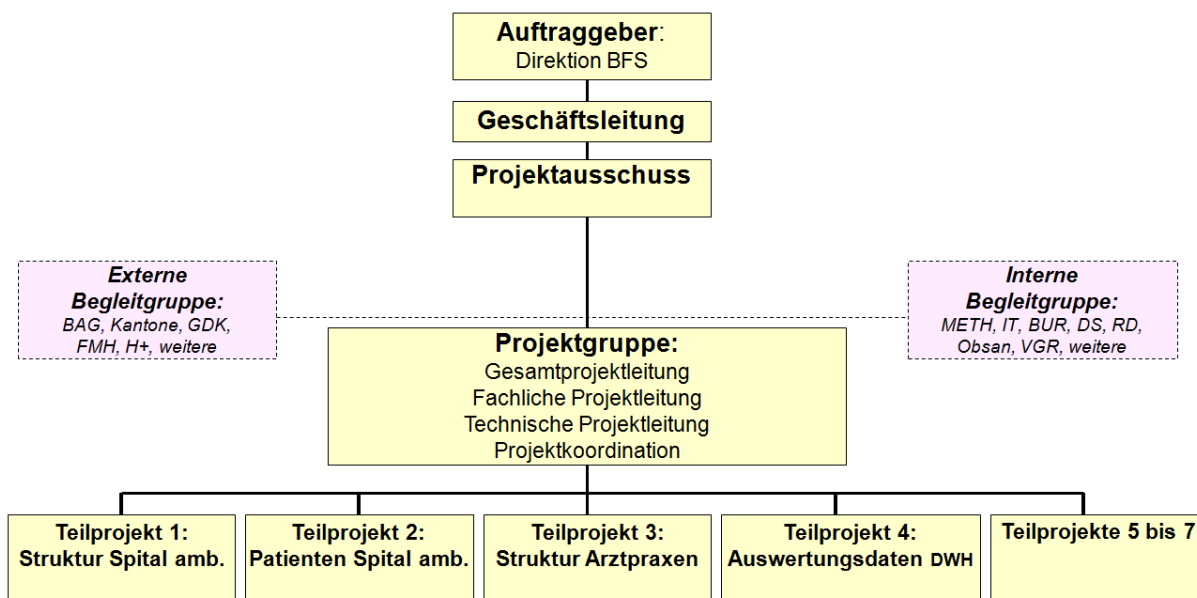 Auftraggeber:
Direktion BFS
Geschäftsleitung
Projektausschuss
Externe
Begleitgruppe:
BAG, Kantone, GDK,
FMH, H+, weitere
Interne
Begleitgruppe:
METH, IT, BUR, DS, RD,
Obsan, VGR, weitere
Projektgruppe:
Gesamtprojektleitung
Fachliche Projektleitung
Technische Projektleitung
Projektkoordination
Teilprojekt 1:
Struktur Spital amb.
Teilprojekt 2:
Patienten Spital amb.
Teilprojekt 3:
Struktur Arztpraxen
Teilprojekt 4:
Auswertungsdaten DWH
Teilprojekte 5 bis 7